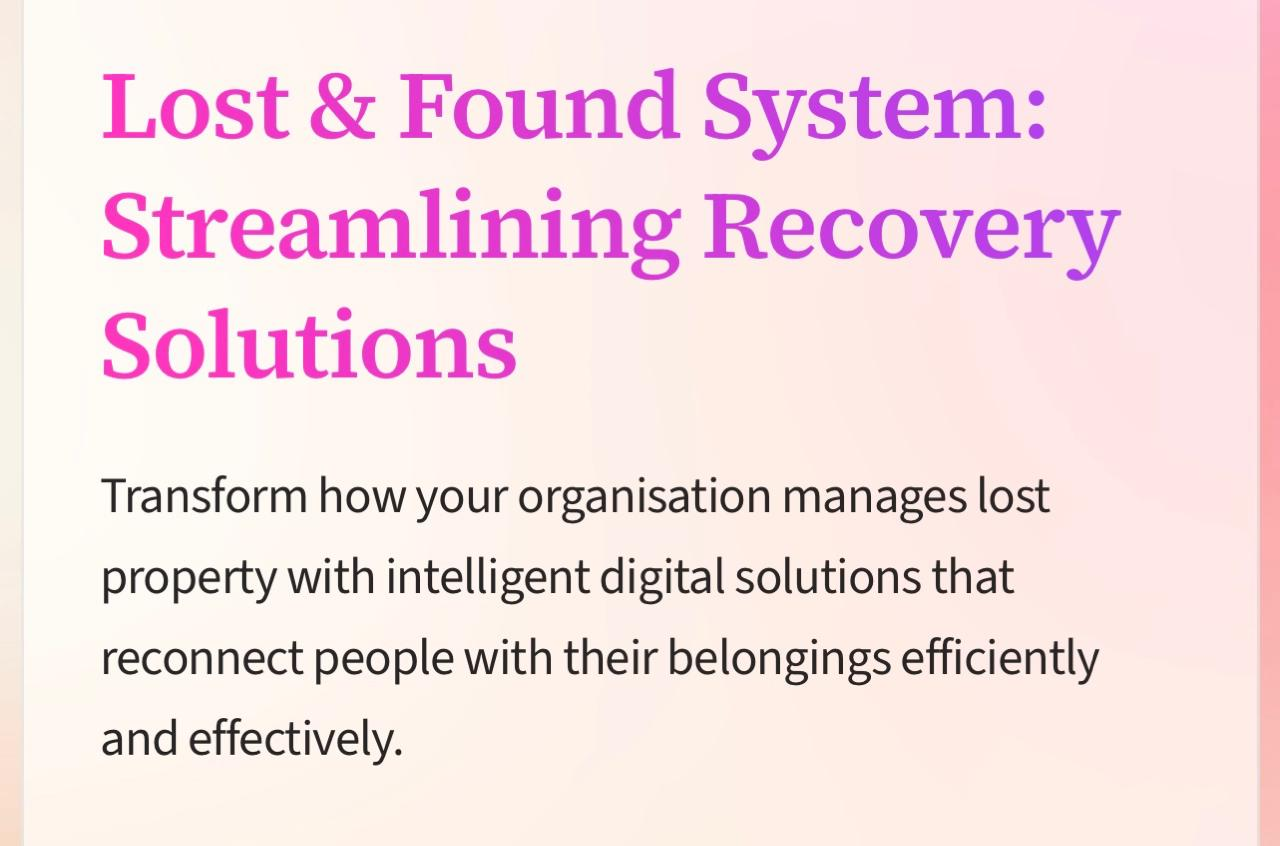 Lost & Found System:
Streamlining Recovery
Solutions
Transform how your organisation manages lost
property with intelligent digital solutions that
reconnect people with their belongings efficiently
and effectively.